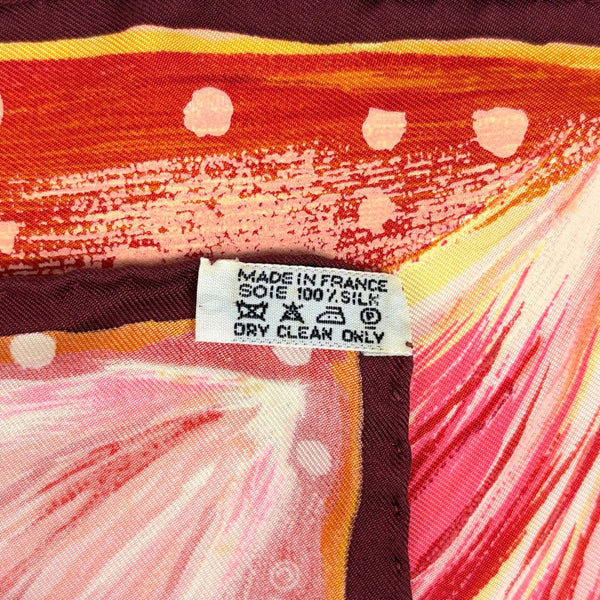 MADE IN FRANCE
SOIE 100% SILK
DRY CLEAN ONLY